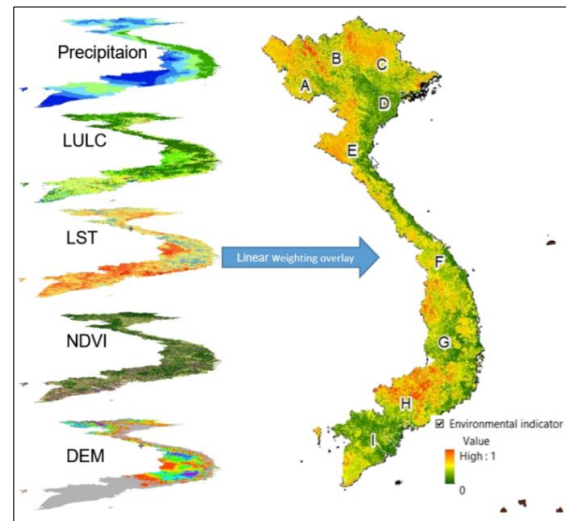 Precipitaion
LULC
LST
Linear weighting overlay
NDVI
DEM
A
B
C
D
E
F
G
H
I
Environmental indicator
Value
High : 1
0